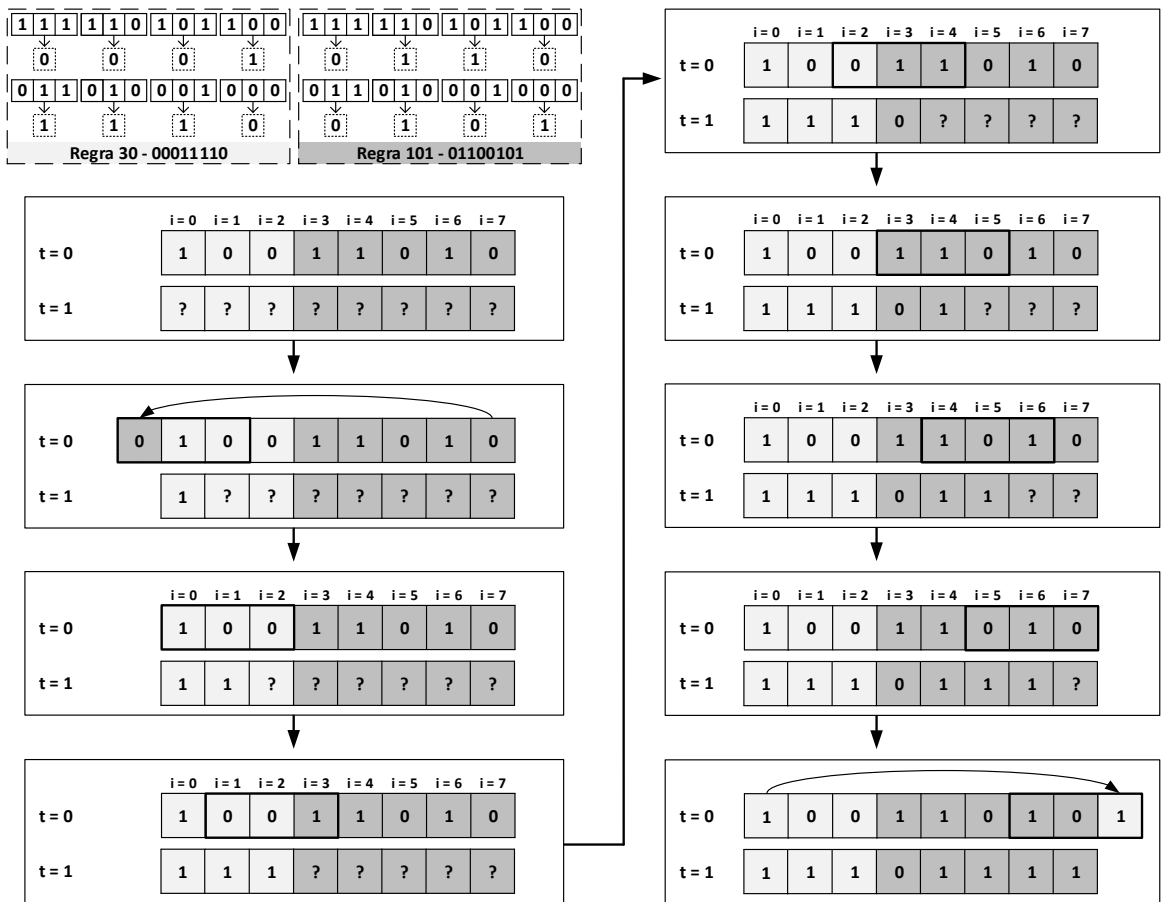 1 1 1 1 1 0 1 0 1 1 0 0
0 0 0 1
0 1 1 0 1 0 0 0 1 0 0 0
1 1 1 0
Regra 30 - 00011110
1 1 1 1 1 0 1 0 1 1 0 0
0 1 1 0
0 1 1 0 1 0 0 0 1 0 0 0
0 1 0 1
Regra 101 - 01100101
i = 0 i = 1 i = 2 i = 3 i = 4 i = 5 i = 6 i = 7
t = 0 1 0 0 1 1 0 1 0
t = 1 ? ? ? ? ? ? ? ?
t = 0 0 1 0 0 1 1 0 1 0
t = 1 1 ? ? ? ? ? ? ?
i = 0 i = 1 i = 2 i = 3 i = 4 i = 5 i = 6 i = 7
t = 0 1 0 0 1 1 0 1 0
t = 1 1 1 ? ? ? ? ? ?
i = 0 i = 1 i = 2 i = 3 i = 4 i = 5 i = 6 i = 7
t = 0 1 0 0 1 1 0 1 0
t = 1 1 1 1 ? ? ? ? ?
i = 0 i = 1 i = 2 i = 3 i = 4 i = 5 i = 6 i = 7
t = 0 1 0 0 1 1 0 1 0
t = 1 1 1 1 0 ? ? ? ?
i = 0 i = 1 i = 2 i = 3 i = 4 i = 5 i = 6 i = 7
t = 0 1 0 0 1 1 0 1 0
t = 1 1 1 1 0 1 ? ? ?
i = 0 i = 1 i = 2 i = 3 i = 4 i = 5 i = 6 i = 7
t = 0 1 0 0 1 1 0 1 0
t = 1 1 1 1 0 1 1 ? ?
i = 0 i = 1 i = 2 i = 3 i = 4 i = 5 i = 6 i = 7
t = 0 1 0 0 1 1 0 1 0
t = 1 1 1 1 0 1 1 1 ?
t = 0 1 0 0 1 1 0 1 0 1
t = 1 1 1 1 0 1 1 1 1